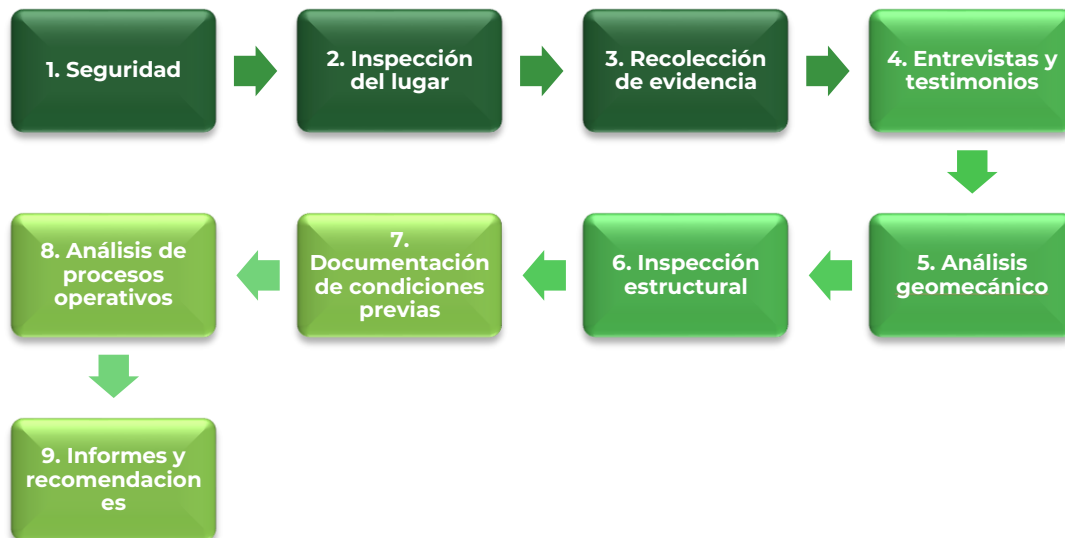 1. Seguridad
2. Inspección
del lugar
3. Recolección
de evidencia
4. Entrevistas y
testimonios
5. Análisis
geomecánico
6. Inspección
estructural
7.
Documentación
de condiciones
previas
8. Análisis de
procesos
operativos
9. Informes y
recomendacion
es